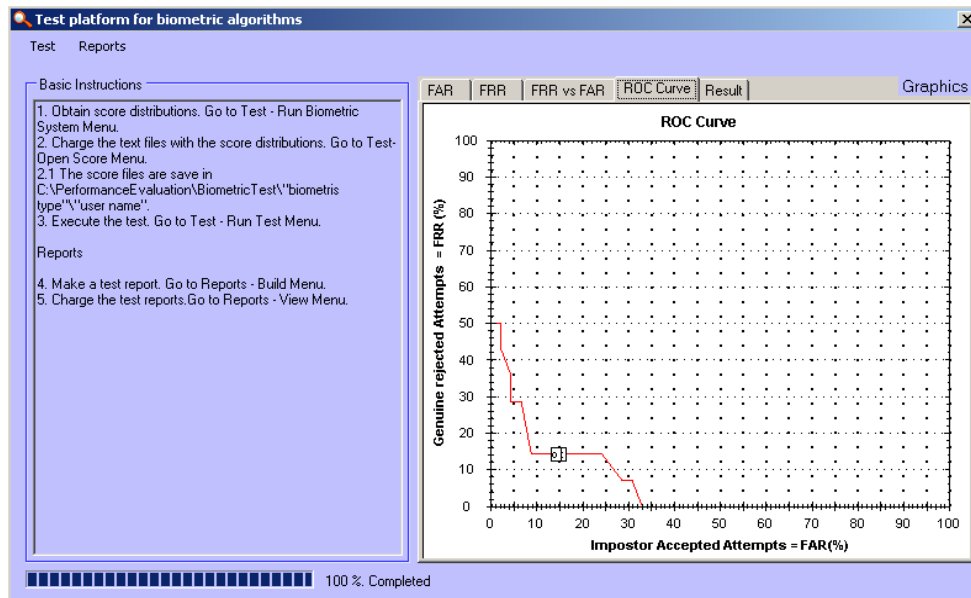 Test platform for biometric algorithms
Test Reports
Basic Instructions
1. Obtain score distributions. Go to Test - Run Biometric
System Menu.
2. Charge the text files with the score distributions. Go to Test-
Open Score Menu.
2.1 The score files are save in
C:\PerformanceEvaluation\BiometricTest\"biometris
type"\"user name".
3. Execute the test. Go to Test - Run Test Menu.
Reports
4. Make a test report. Go to Reports - Build Menu.
5. Charge the test reports.Go to Reports - View Menu.
FAR FRR FRR vs FAR ROC Curve Result Graphics
ROC Curve
Genuine rejected Attempts = FRR (%)
100
90
80
70
60
50
40
30
20
10
0
0 10 20 30 40 50 60 70 80 90 100
Impostor Accepted Attempts = FAR(%)
100 %. Completed